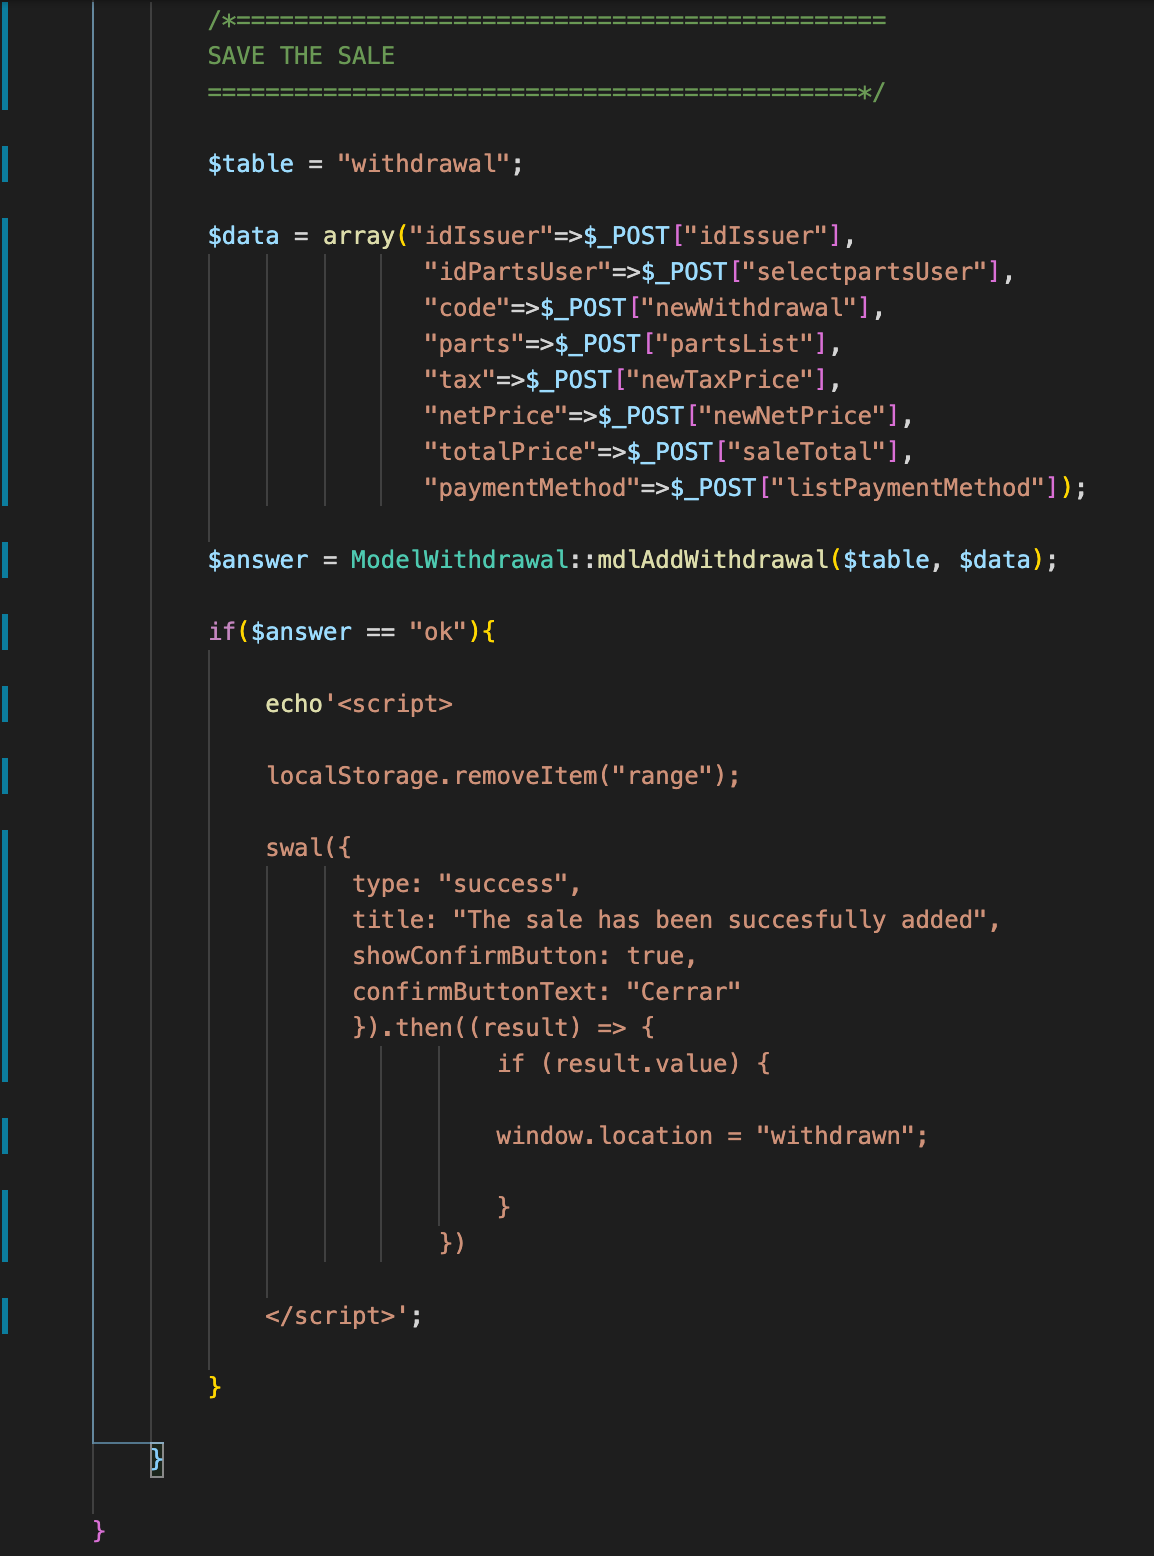 /*=============================================
SAVE THE SALE
=============================================*/
$table = "withdrawal";
$data = array("idIssuer"=>$_POST["idIssuer"],
"idPartsUser"=>$_POST["selectpartsUser"],
"code"=>$_POST["newWithdrawal"],
"parts"=>$_POST["partsList"],
"tax"=>$_POST["newTaxPrice"],
"netPrice"=>$_POST["newNetPrice"],
"totalPrice"=>$_POST["saleTotal"],
"paymentMethod"=>$_POST["listPaymentMethod"]);
$answer = ModelWithdrawal::mdlAddWithdrawal($table, $data);
if($answer == "ok"){
echo'<script>
localStorage.removeItem("range");
swal({
type: "success",
title: "The sale has been succesfully added",
showConfirmButton: true,
confirmButtonText: "Cerrar"
}).then((result) => {
if (result.value) {
window.location = "withdrawn";
}
})
</script>';
}
}
}